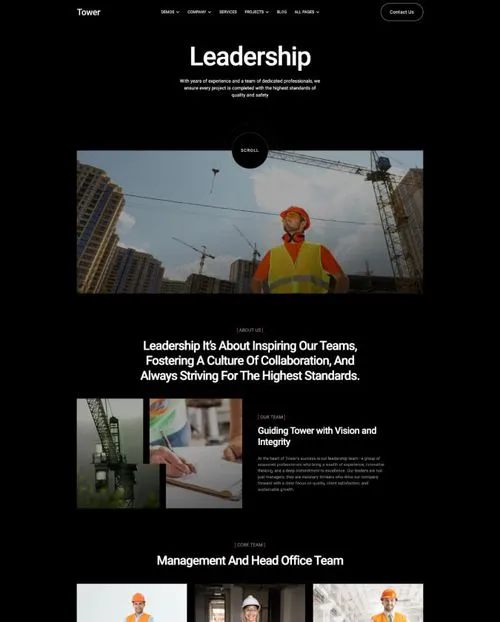 Tower
DEMOS COMPANY SERVICES PROJECTS BLOG ALL PAGES
Contact Us
Leadership
With years of experience and a team of dedicated professionals, we
ensure every project is completed with the highest standards of
quality and safety
SCROLL
[ ABOUT US ]
Leadership It's About Inspiring Our Teams,
Fostering A Culture Of Collaboration, And
Always Striving For The Highest Standards.
[ OUR TEAM ]
Guiding Tower with Vision and
Integrity
At the heart of Tower's success is our leadership team - a group of
seasoned professionals who bring a wealth of experience, innovative
thinking, and a deep commitment to excellence. Our leaders are not
just managers; they are visionary thinkers who drive our company
forward with a clear focus on quality, client satisfaction, and
sustainable growth.
[ CORE TEAM ]
Management And Head Office Team